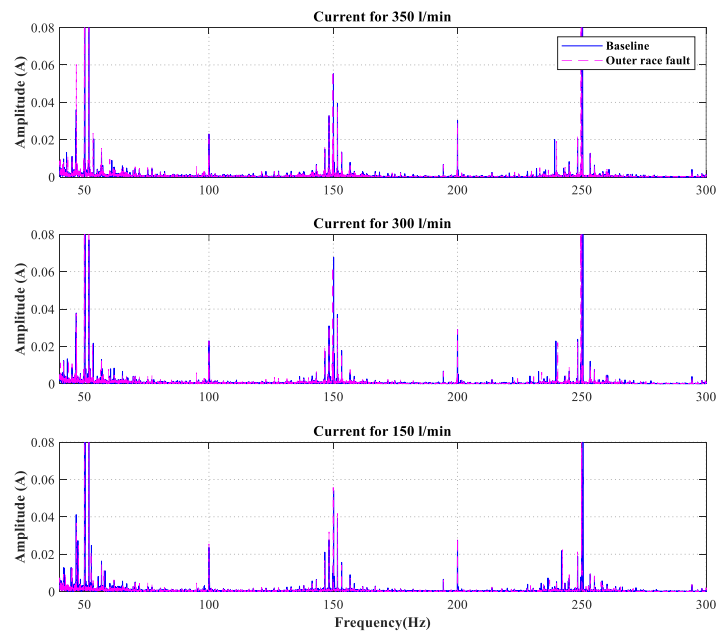 Current for 350 l/min
0.08
0.06
0.04
0.02
0
Amplitude (A)
Baseline
Outer race fault
50 100 150 200 250 300
Current for 300 l/min
0.08
0.06
0.04
0.02
0
Amplitude (A)
50 100 150 200 250 300
Current for 150 l/min
0.08
0.06
0.04
0.02
0
Amplitude (A)
50 100 150 200 250 300
Frequency(Hz)